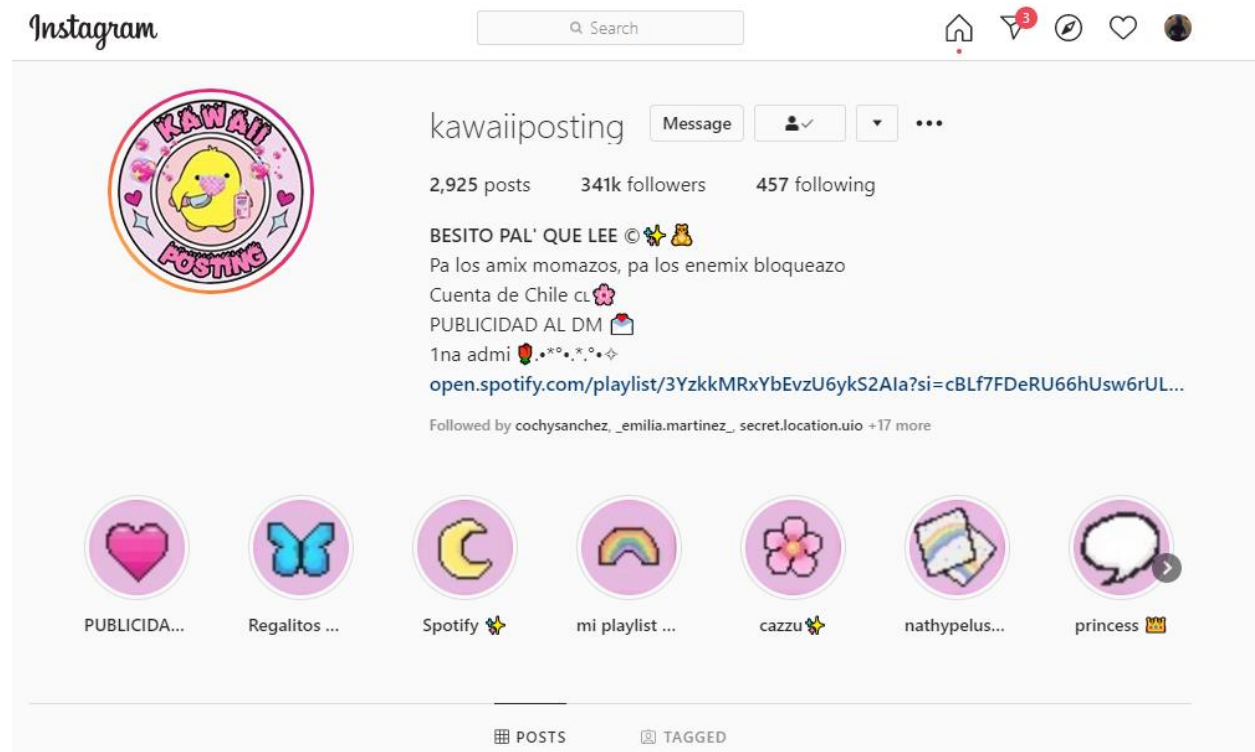 Instagram
Search
3
KAWAII
POSTING
kawaiiposting Message
2,925 posts 341k followers 457 following
BESITO PAL' QUE LEE ©✨🧸
Pa los amix momazos, pa los enemix bloqueazo
Cuenta de Chile CL🌸
PUBLICIDAD AL DM 💌
1na admi 🌹.•*°•.*.°•✧
open.spotify.com/playlist/3YzkkMRxYbEvzU6ykS2AIa?si=cBLf7FDeRU66hUsw6rUL...
Followed by cochysanchez, _emilia.martinez_, secret.location.uio +17 more
PUBLICIDA... Regalitos ... Spotify ✨ mi playlist ... cazzu✨ nathypelus... princess 👑
POSTS TAGGED